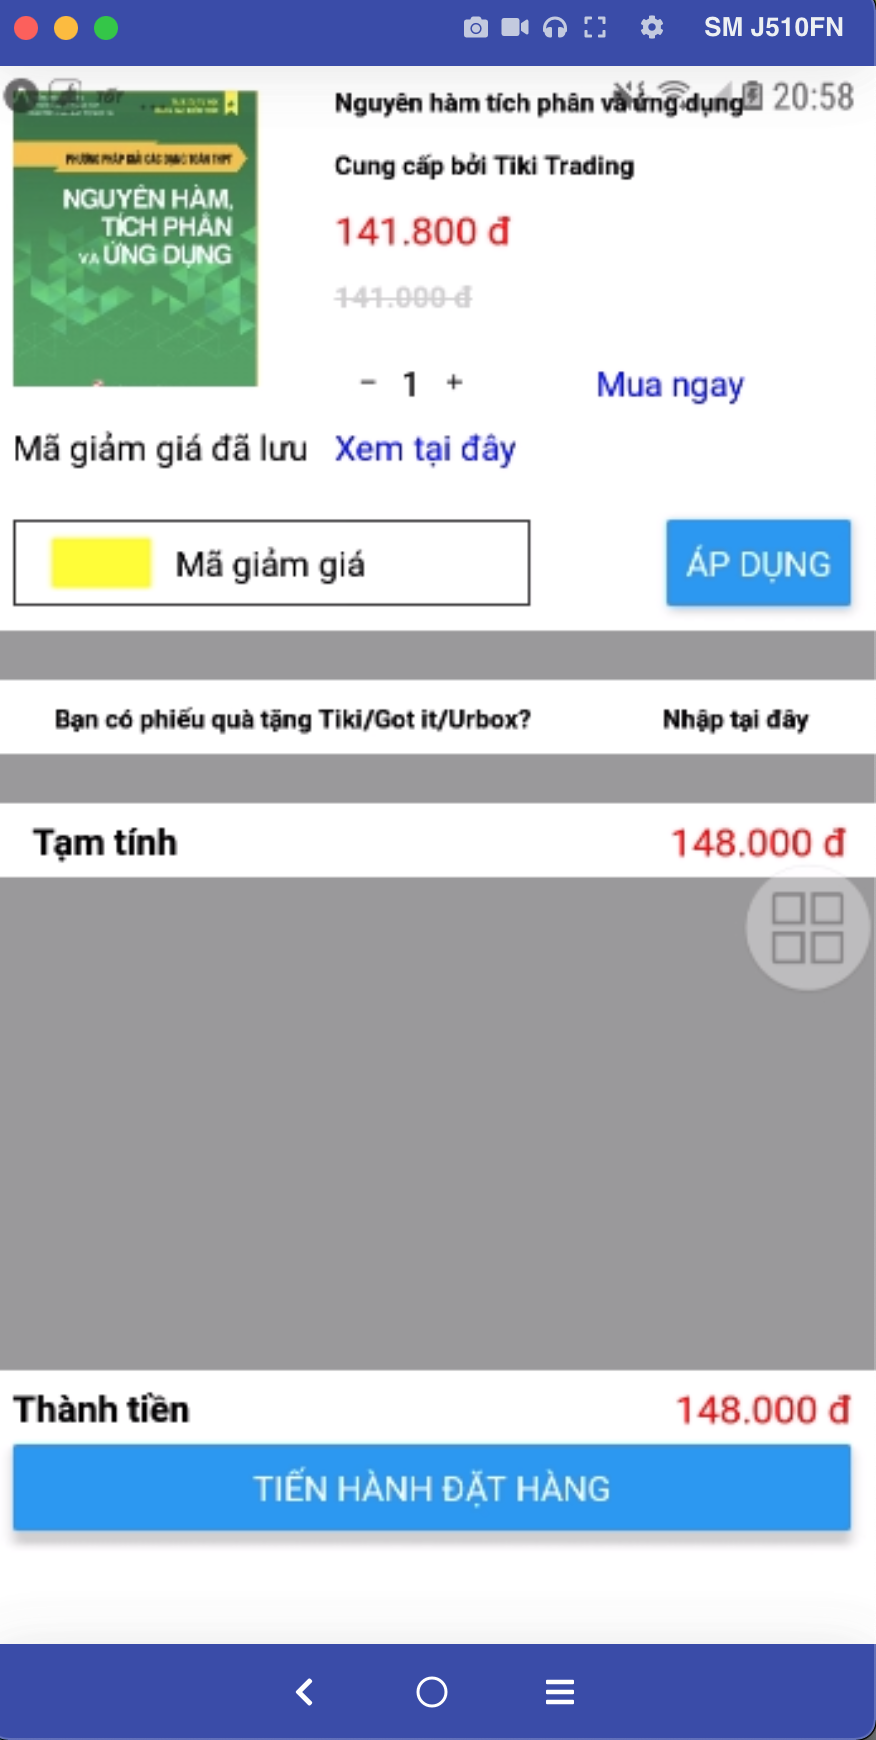 SM J510FN
20:58
PHƯƠNG PHÁP GIẢI CÁC DẠNG TOÁN THPT
NGUYÊN HÀM,
TÍCH PHÂN
VÀ ỨNG DỤNG
Nguyên hàm tích phân và ứng dụng
Cung cấp bởi Tiki Trading
141.800 đ
141.000 đ
− 1 +
Mua ngay
Mã giảm giá đã lưu Xem tại đây
Mã giảm giá
ÁP DỤNG
Bạn có phiếu quà tặng Tiki/Got it/Urbox? Nhập tại đây
Tạm tính 148.000 đ
Thành tiền 148.000 đ
TIẾN HÀNH ĐẶT HÀNG